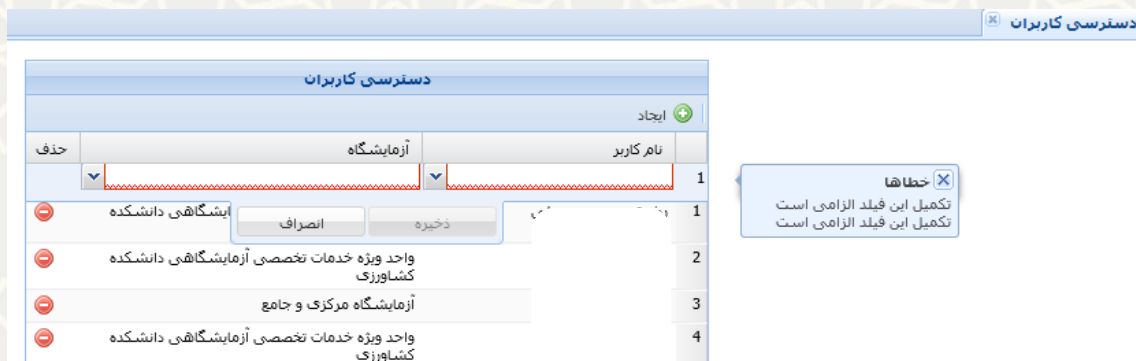 دسترسی کاربران
دسترسی کاربران
ایجاد
نام کاربر آزمایشگاه حذف
1
خطاها
تکمیل این فیلد الزامی است
تکمیل این فیلد الزامی است
1 دانشکده
ذخیره انصراف
2 واحد ویژه خدمات تخصصی آزمایشگاهی دانشکده
کشاورزی
3 آزمایشگاه مرکزی و جامع
4 واحد ویژه خدمات تخصصی آزمایشگاهی دانشکده
کشاورزی